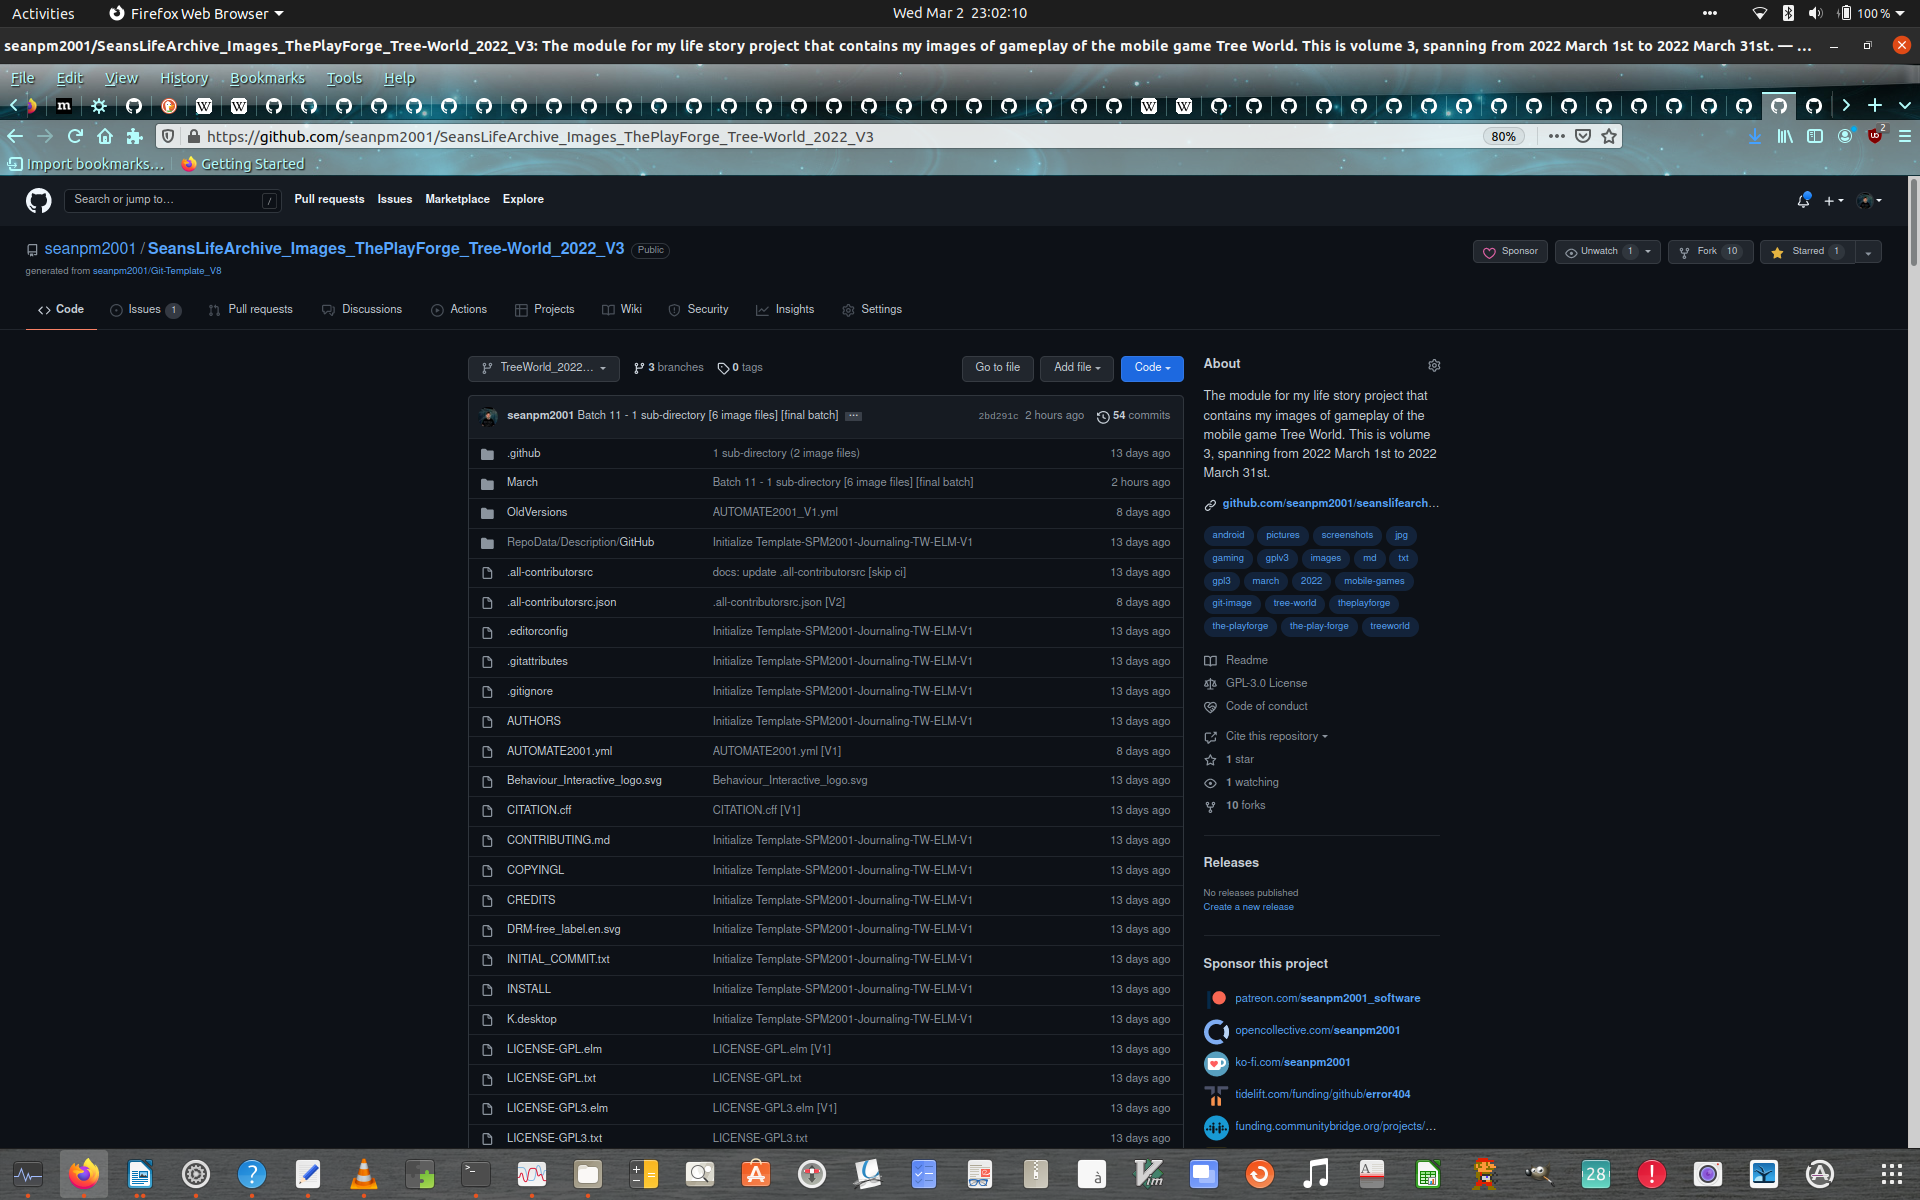 Activities
Firefox Web Browser
Wed Mar 2 23:02:10
100 %
seanpm2001/SeansLifeArchive_Images_ThePlayForge_Tree-World_2022_V3: The module for my life story project that contains my images of gameplay of the mobile game Tree World. This is volume 3, spanning from 2022 March 1st to 2022 March 31st. — ...
File Edit View History Bookmarks Tools Help
https://github.com/seanpm2001/SeansLifeArchive_Images_ThePlayForge_Tree-World_2022_V3
80%
2
Import bookmarks...
Getting Started
Search or jump to...
/
Pull requests
Issues
Marketplace
Explore
seanpm2001 / SeansLifeArchive_Images_ThePlayForge_Tree-World_2022_V3 Public
Sponsor
Unwatch 1
Fork 10
Starred 1
generated from seanpm2001/Git-Template_V8
Code
Issues 1
Pull requests
Discussions
Actions
Projects
Wiki
Security
Insights
Settings
TreeWorld_2022...
3 branches
0 tags
Go to file
Add file
Code
seanpm2001 Batch 11 - 1 sub-directory [6 image files] [final batch] 2bd291c 2 hours ago 54 commits
.github 1 sub-directory (2 image files) 13 days ago
March Batch 11 - 1 sub-directory [6 image files] [final batch] 2 hours ago
OldVersions AUTOMATE2001_V1.yml 8 days ago
RepoData/Description/GitHub Initialize Template-SPM2001-Journaling-TW-ELM-V1 13 days ago
.all-contributorsrc docs: update .all-contributorsrc [skip ci] 13 days ago
.all-contributorsrc.json .all-contributorsrc.json [V2] 8 days ago
.editorconfig Initialize Template-SPM2001-Journaling-TW-ELM-V1 13 days ago
.gitattributes Initialize Template-SPM2001-Journaling-TW-ELM-V1 13 days ago
.gitignore Initialize Template-SPM2001-Journaling-TW-ELM-V1 13 days ago
AUTHORS Initialize Template-SPM2001-Journaling-TW-ELM-V1 13 days ago
AUTOMATE2001.yml AUTOMATE2001.yml [V1] 8 days ago
Behaviour_Interactive_logo.svg Behaviour_Interactive_logo.svg 13 days ago
CITATION.cff CITATION.cff [V1] 13 days ago
CONTRIBUTING.md Initialize Template-SPM2001-Journaling-TW-ELM-V1 13 days ago
COPYINGL Initialize Template-SPM2001-Journaling-TW-ELM-V1 13 days ago
CREDITS Initialize Template-SPM2001-Journaling-TW-ELM-V1 13 days ago
DRM-free_label.en.svg Initialize Template-SPM2001-Journaling-TW-ELM-V1 13 days ago
INITIAL_COMMIT.txt Initialize Template-SPM2001-Journaling-TW-ELM-V1 13 days ago
INSTALL Initialize Template-SPM2001-Journaling-TW-ELM-V1 13 days ago
K.desktop Initialize Template-SPM2001-Journaling-TW-ELM-V1 13 days ago
LICENSE-GPL.elm LICENSE-GPL.elm [V1] 13 days ago
LICENSE-GPL.txt LICENSE-GPL.txt 13 days ago
LICENSE-GPL3.elm LICENSE-GPL3.elm [V1] 13 days ago
LICENSE-GPL3.txt LICENSE-GPL3.txt 13 days ago
About
The module for my life story project that
contains my images of gameplay of the
mobile game Tree World. This is volume
3, spanning from 2022 March 1st to 2022
March 31st.
github.com/seanpm2001/seanslifearch...
android pictures screenshots jpg
gaming gplv3 images md txt
gpl3 march 2022 mobile-games
git-image tree-world theplayforge
the-playforge the-play-forge treeworld
Readme
GPL-3.0 License
Code of conduct
Cite this repository
1 star
1 watching
10 forks
Releases
No releases published
Create a new release
Sponsor this project
patreon.com/seanpm2001_software
opencollective.com/seanpm2001
ko-fi.com/seanpm2001
tidelift.com/funding/github/error404
funding.communitybridge.org/projects/...
28